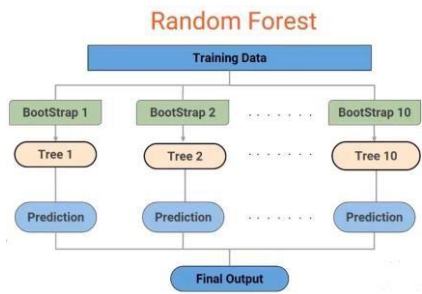 Random Forest
Training Data
BootStrap 1 BootStrap 2 . . . . . . . BootStrap 10
Tree 1 Tree 2 . . . . . . . Tree 10
Prediction Prediction . . . . . . . Prediction
Final Output